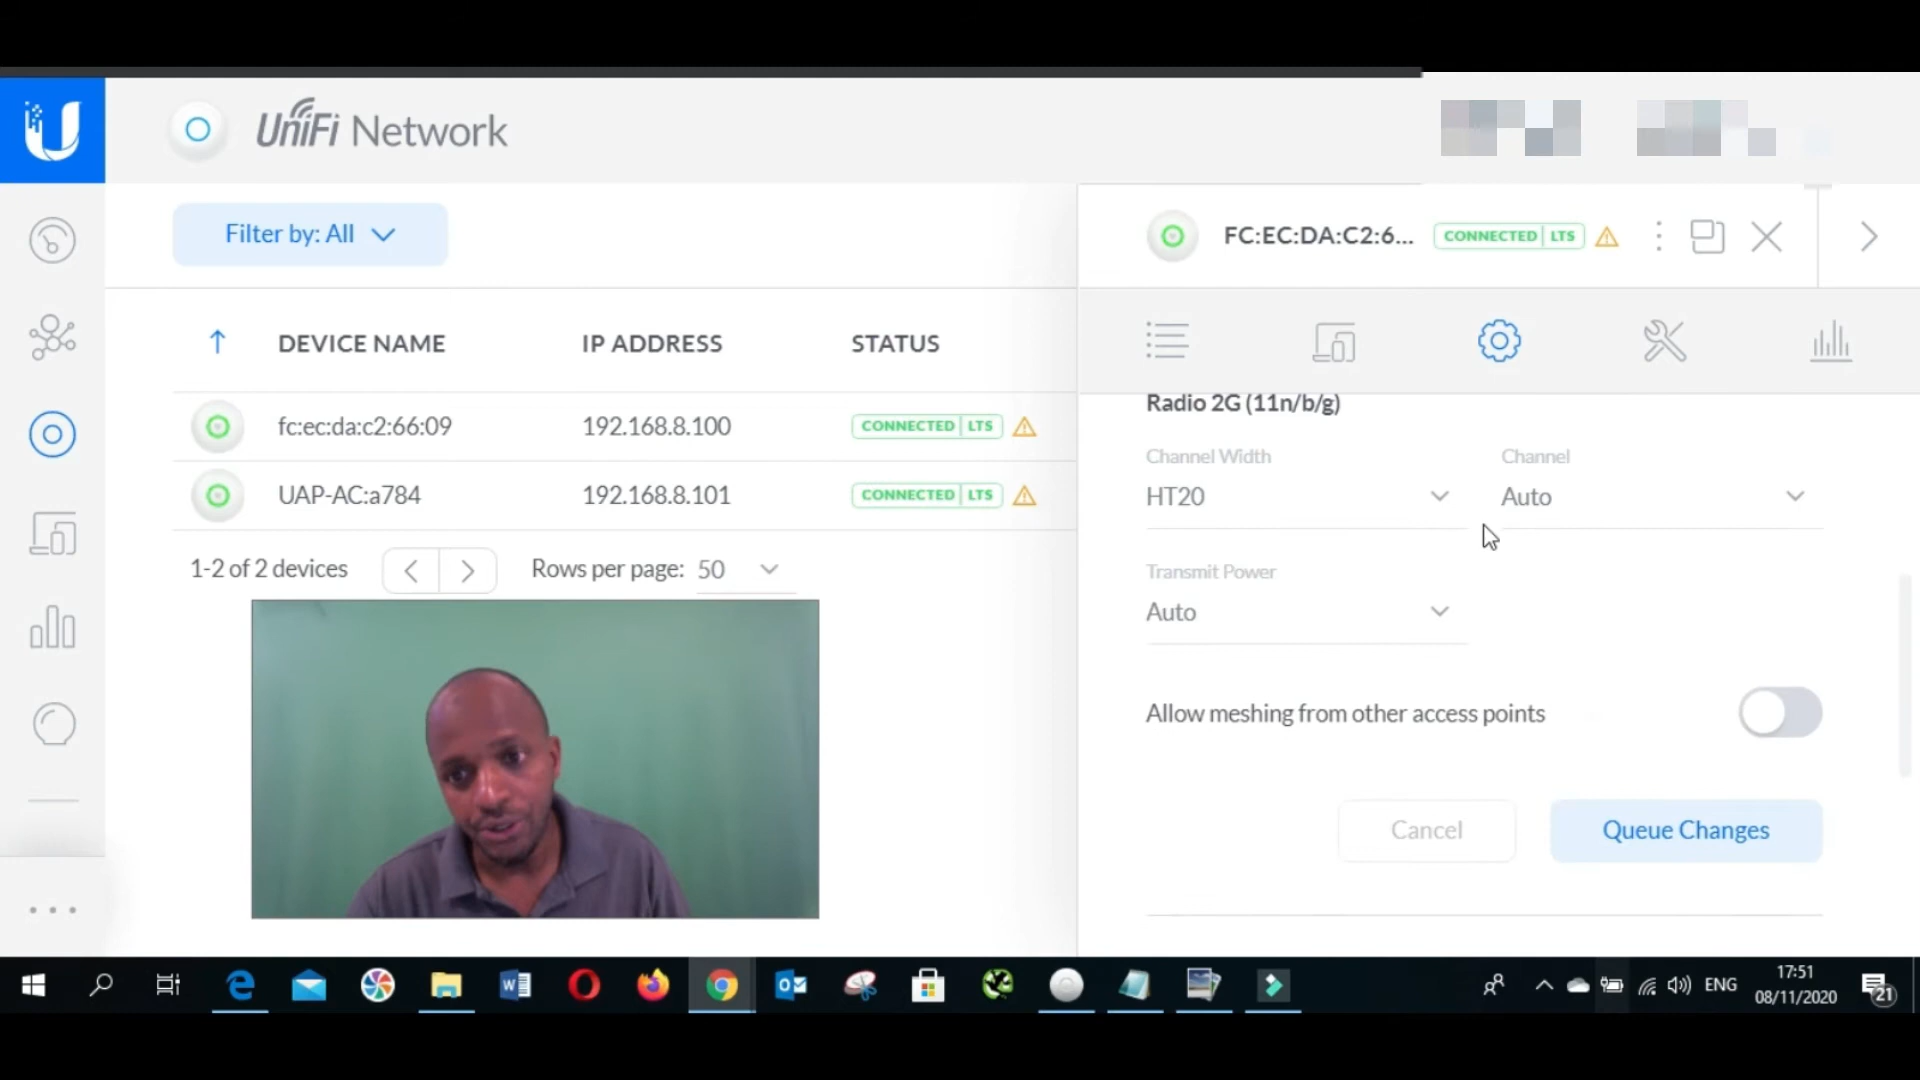 UniFi Network
Filter by: All
FC:EC:DA:C2:6... CONNECTED LTS
DEVICE NAME IP ADDRESS STATUS
fc:ec:da:c2:66:09 192.168.8.100 CONNECTED LTS
UAP-AC:a784 192.168.8.101 CONNECTED LTS
1-2 of 2 devices Rows per page: 50
Radio 2G (11n/b/g)
Channel Width Channel
HT20 Auto
Transmit Power
Auto
Allow meshing from other access points
Cancel Queue Changes
ENG 17:51
08/11/2020
21